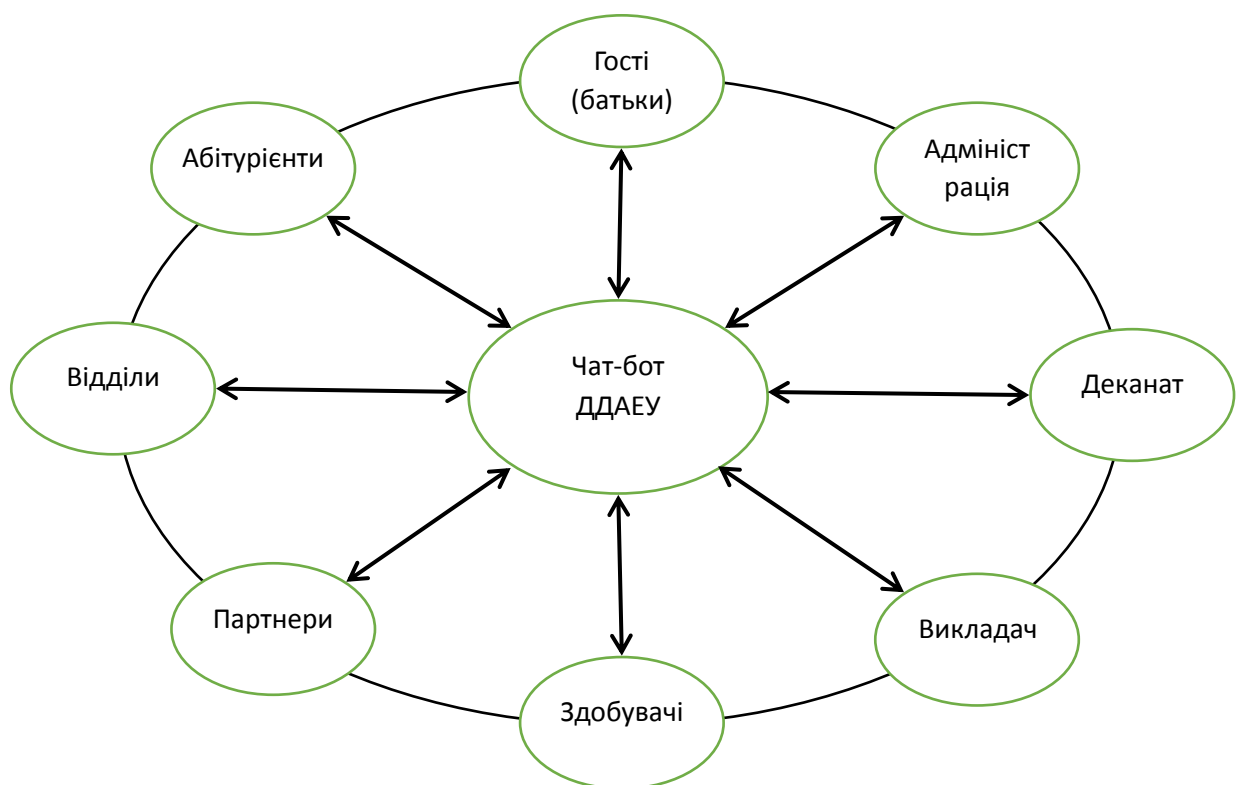 Гості
(батьки)
Абітурієнти
Адмініст
рація
Чат-бот
ДДАЕУ
Відділи
Деканат
Партнери
Викладач
Здобувачі